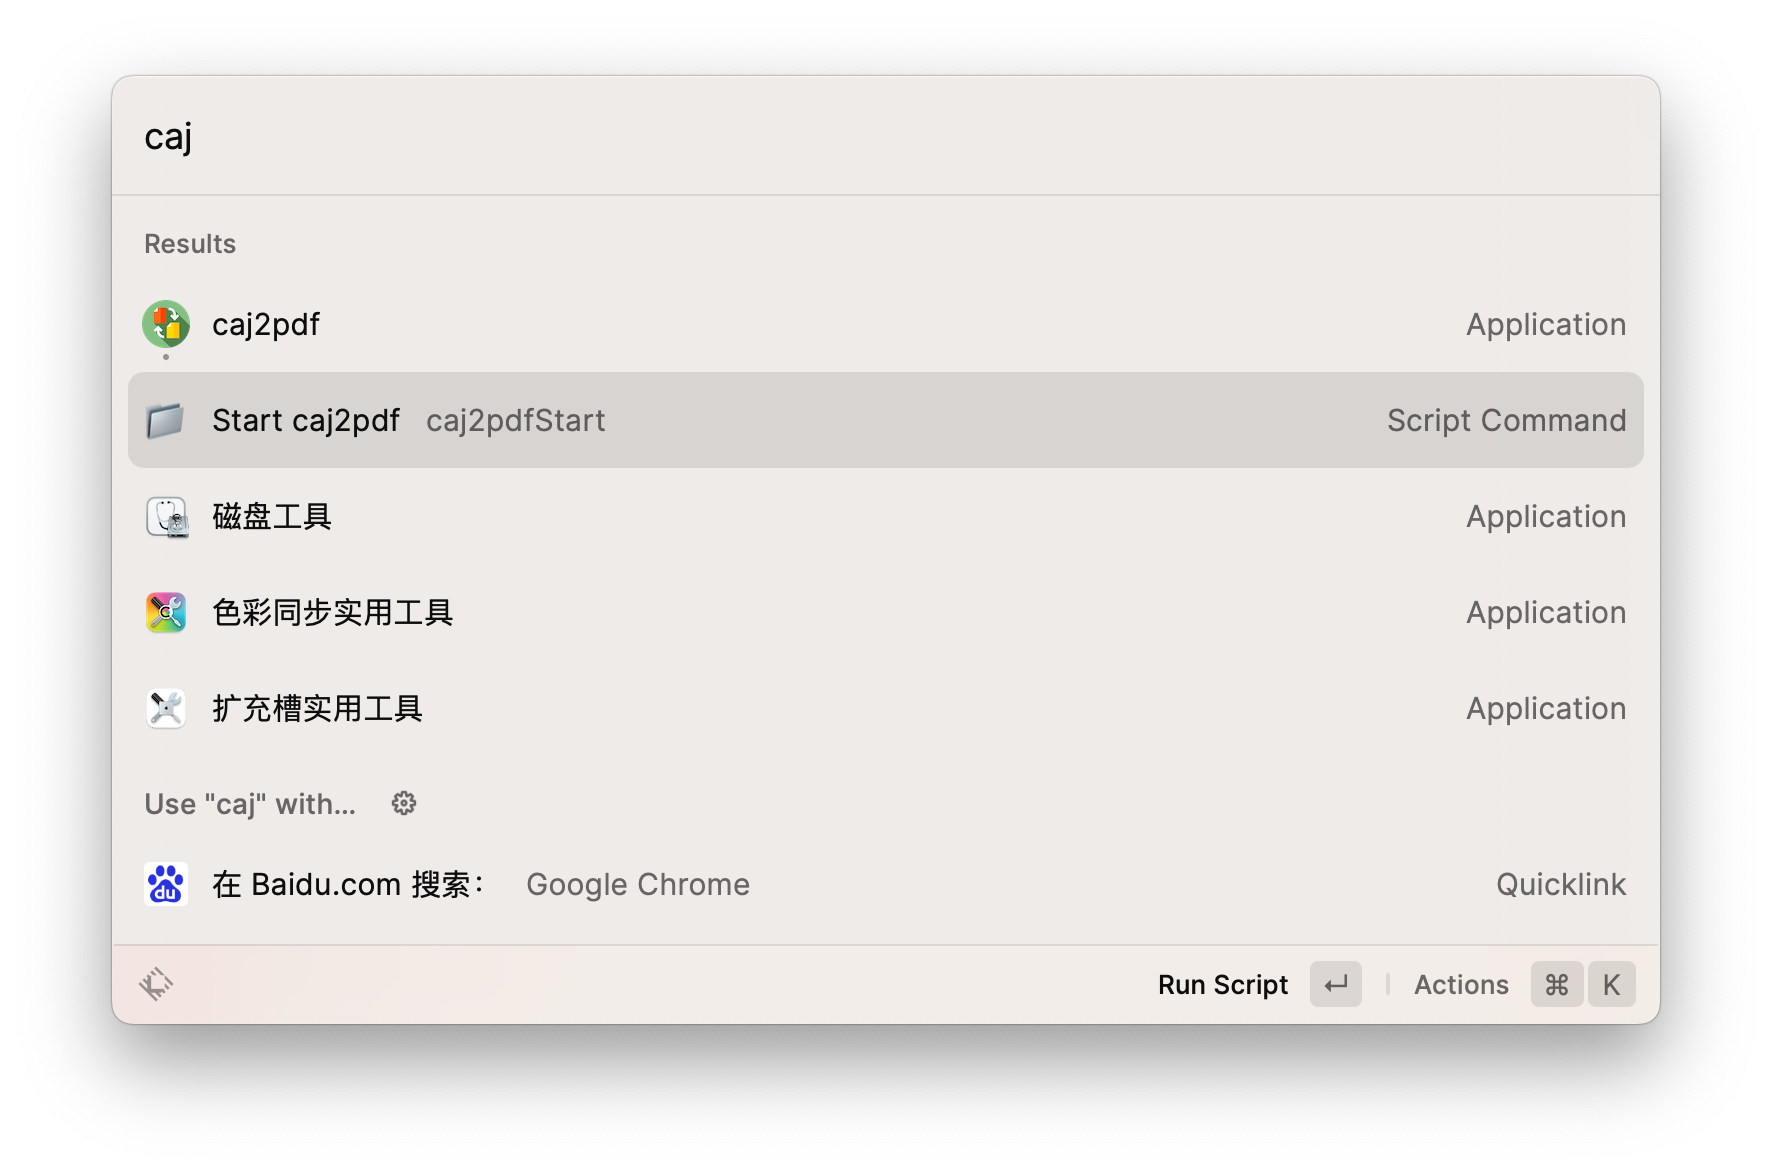 caj
Results
caj2pdf Application
Start caj2pdf caj2pdfStart Script Command
磁盘工具 Application
色彩同步实用工具 Application
扩充槽实用工具 Application
Use "caj" with...
du 在 Baidu.com 搜索： Google Chrome Quicklink
Run Script ↵ Actions ⌘ K